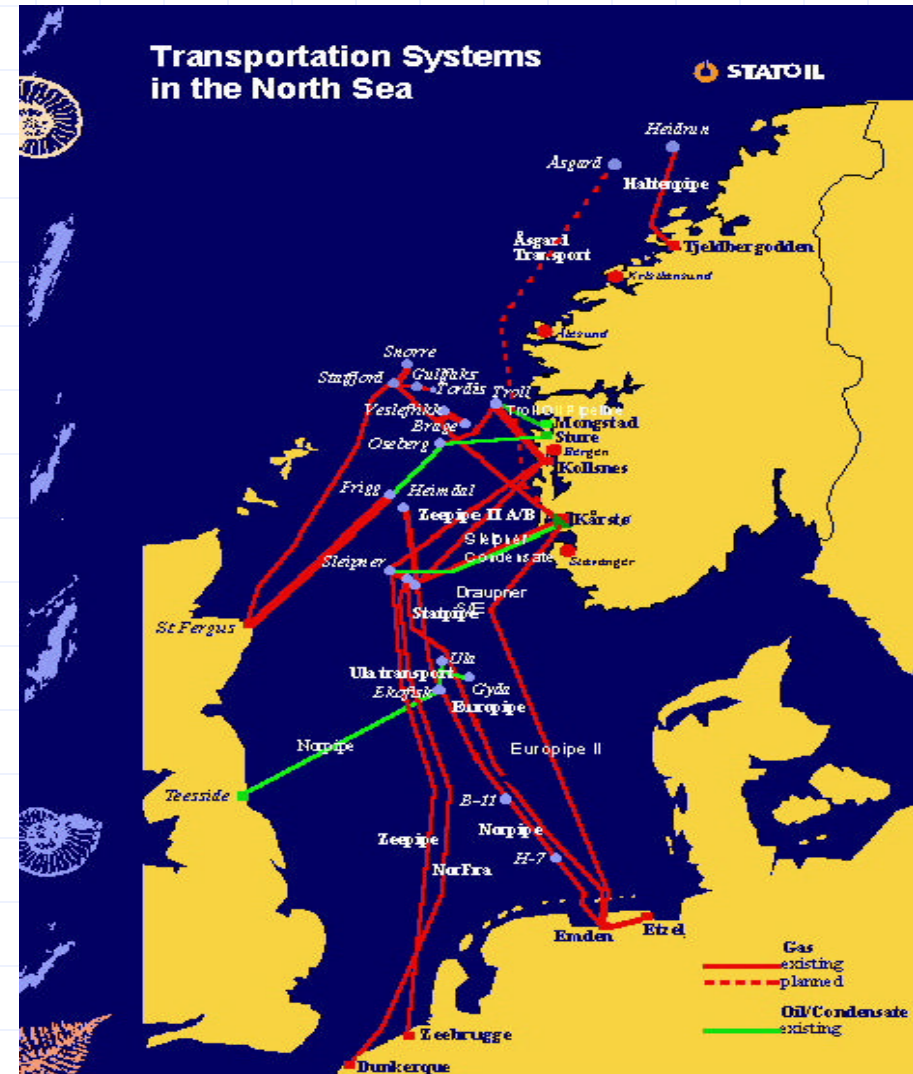 Transportation Systems
in the North Sea
STATOIL
Heidrun
Åsgard
Haltenpipe
Åsgard
Transport
Tjeldbergodden
Kristiansund
Ålesund
Snorre
Statfjord
Gullfaks
Tordis
Troll
Veslefrikk
Troll Oil Pipeline
Brage
Mongstad
Sture
Oseberg
Bergen
Kollsnes
Frigg
Heimdal
Zeepipe II A/B
Kårstø
Sleipner
Condensate
Sleipner
Stavanger
Draupner
S/E
Statpipe
St Fergus
Ula
Ula transport
Gyda
Ekofisk
Europipe
Norpipe
Europipe II
Teesside
B-11
Norpipe
Zeepipe
H-7
NorFra
Emden
Etzel
Gas
existing
planned
Oil/Condensate
existing
Zeebrugge
Dunkerque